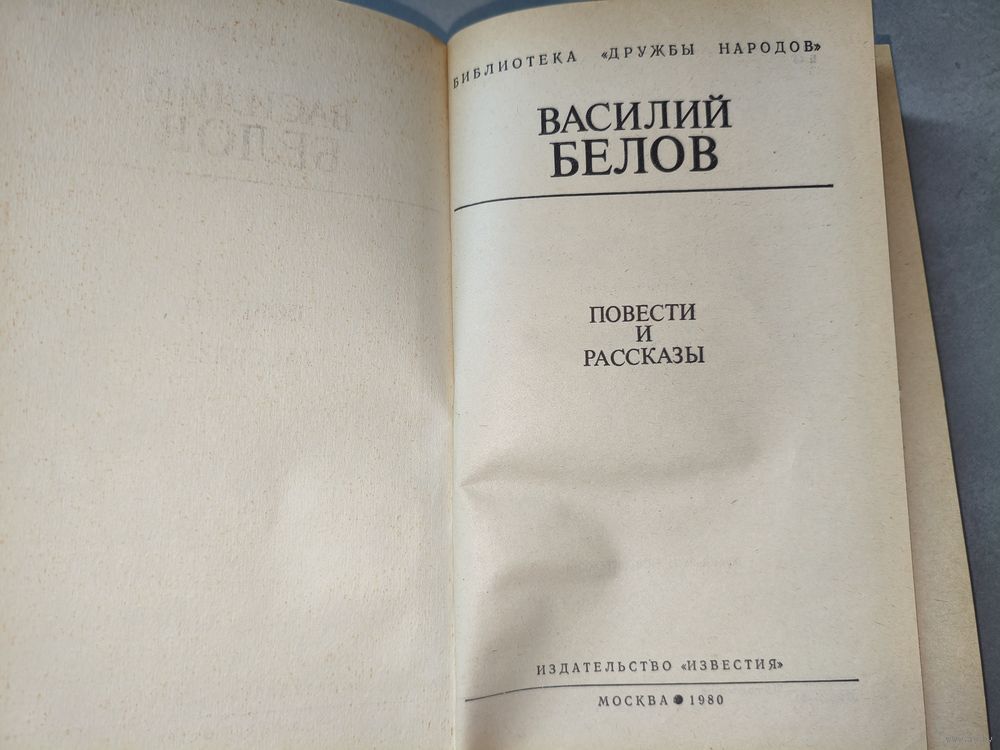 БИБЛИОТЕКА «ДРУЖБЫ НАРОДОВ»
ВАСИЛИЙ
БЕЛОВ
ПОВЕСТИ
И
РАССКАЗЫ
ИЗДАТЕЛЬСТВО «ИЗВЕСТИЯ»
МОСКВА ● 1980